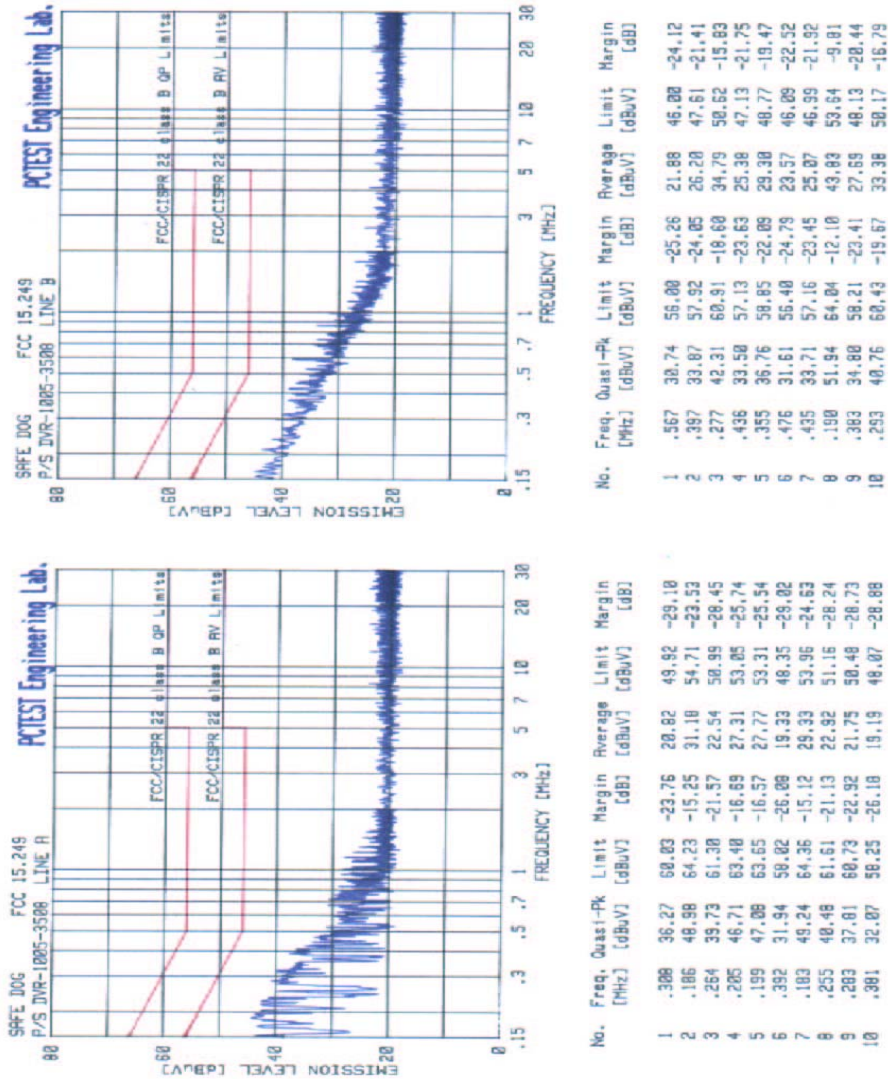 SAFE DOG FCC 15.249
P/S DVR-1005-3508 LINE A
PCTEST Engineering Lab.
FCC/CISPR 22 class B QP Limits
FCC/CISPR 22 class B AV Limits
EMISSION LEVEL [dBuV]
80
60
40
20
0
.15 .3 .5 .7 1 3 5 7 10 20 30
FREQUENCY [MHz]
No. Freq. Quasi-Pk Limit Margin Average Limit Margin
[MHz] [dBuV] [dBuV] [dB] [dBuV] [dBuV] [dB]
1 .308 36.27 60.03 -23.76 20.82 49.92 -29.10
2 .186 48.98 64.23 -15.25 31.18 54.71 -23.53
3 .264 39.73 61.30 -21.57 22.54 50.99 -28.45
4 .205 46.71 63.40 -16.69 27.31 53.05 -25.74
5 .199 47.08 63.65 -16.57 27.77 53.31 -25.54
6 .392 31.94 58.02 -26.08 19.33 48.35 -29.02
7 .183 49.24 64.36 -15.12 29.33 53.96 -24.63
8 .255 40.48 61.61 -21.13 22.92 51.16 -28.24
9 .283 37.81 60.73 -22.92 21.75 50.48 -28.73
10 .381 32.07 58.25 -26.18 19.19 48.07 -28.88
SAFE DOG FCC 15.249
P/S DVR-1005-3508 LINE B
PCTEST Engineering Lab.
FCC/CISPR 22 class B QP Limits
FCC/CISPR 22 class B AV Limits
EMISSION LEVEL [dBuV]
80
60
40
20
0
.15 .3 .5 .7 1 3 5 7 10 20 30
FREQUENCY [MHz]
No. Freq. Quasi-Pk Limit Margin Average Limit Margin
[MHz] [dBuV] [dBuV] [dB] [dBuV] [dBuV] [dB]
1 .567 30.74 56.00 -25.26 21.88 46.00 -24.12
2 .397 33.87 57.92 -24.05 26.20 47.61 -21.41
3 .277 42.31 60.91 -18.60 34.79 50.62 -15.83
4 .436 33.50 57.13 -23.63 25.38 47.13 -21.75
5 .355 36.76 58.85 -22.09 29.30 48.77 -19.47
6 .476 31.61 56.40 -24.79 23.57 46.09 -22.52
7 .435 33.71 57.16 -23.45 25.07 46.99 -21.92
8 .190 51.94 64.04 -12.10 43.83 53.64 -9.81
9 .383 34.80 58.21 -23.41 27.69 48.13 -20.44
10 .293 40.76 60.43 -19.67 33.38 50.17 -16.79